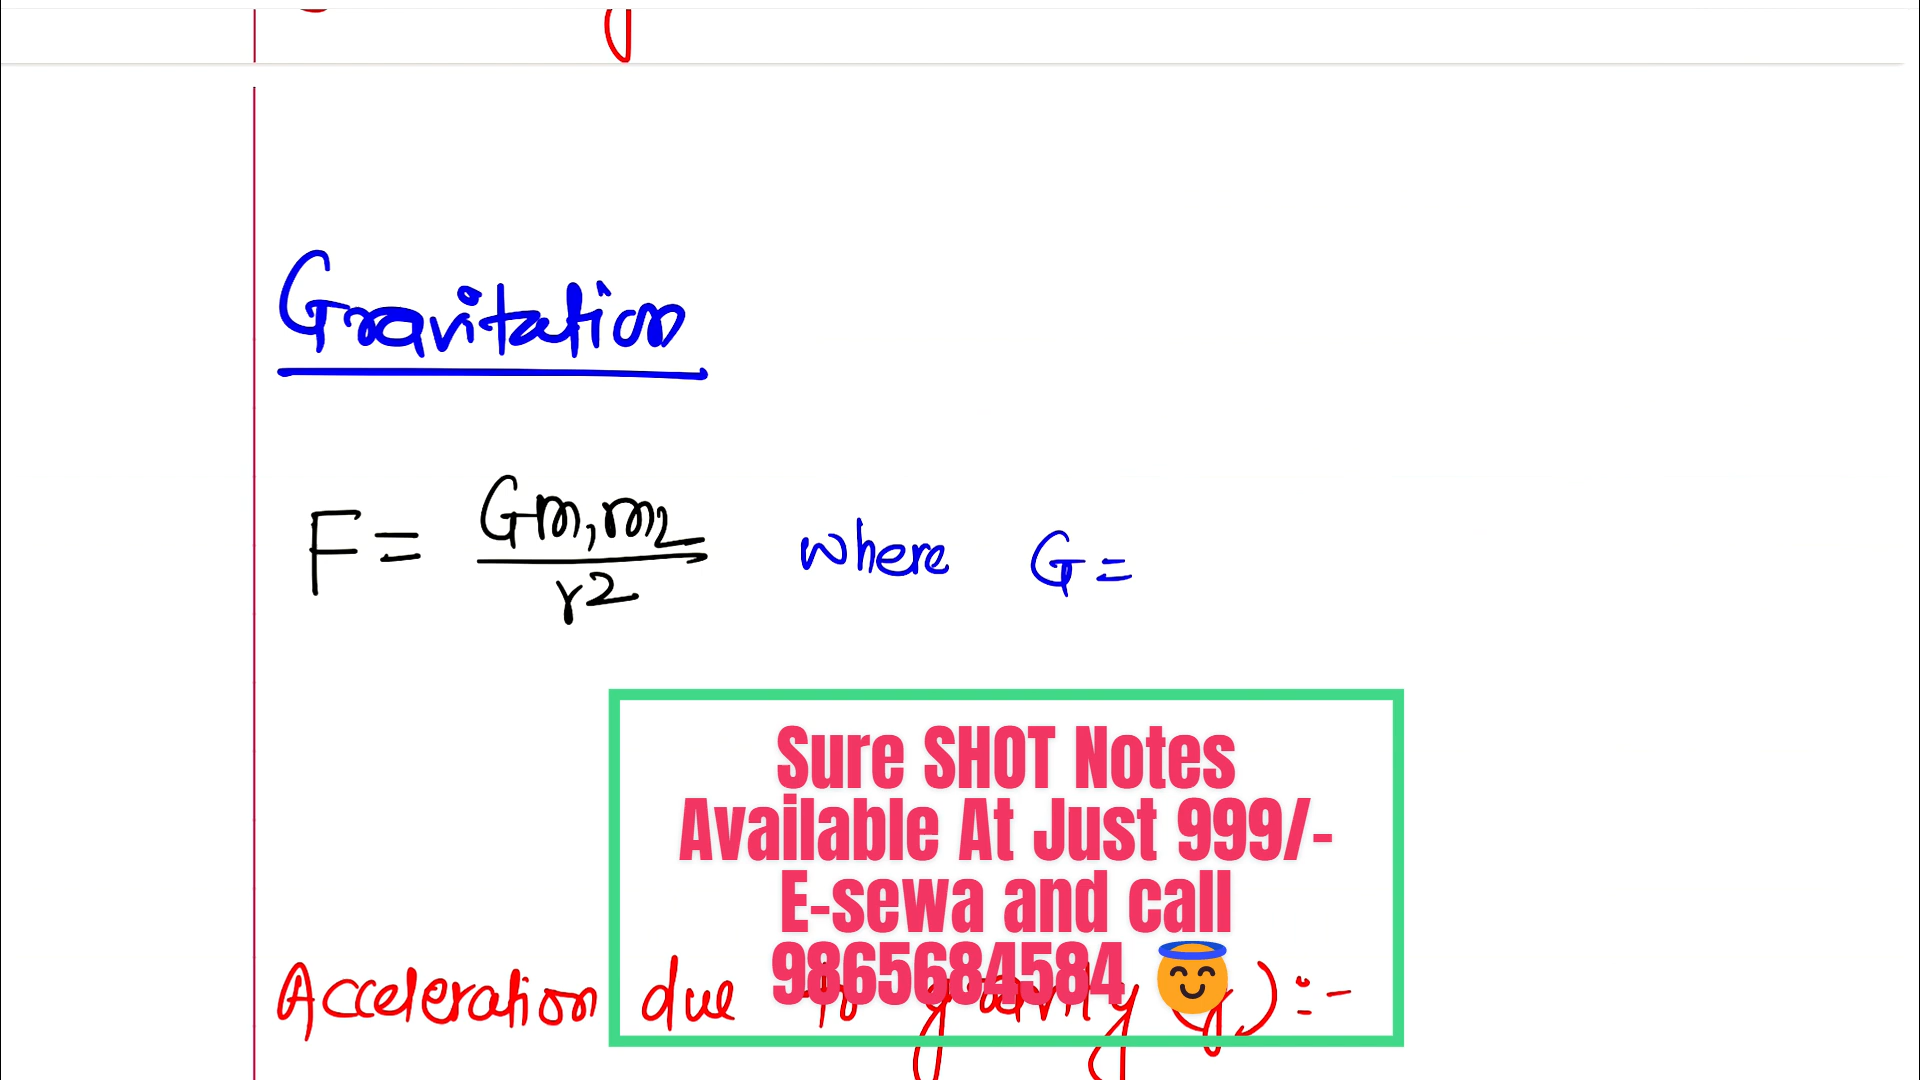 Gravitation
F = Gm1m2 / r2 where G =
Sure SHOT Notes
Available At Just 999/-
E-sewa and call
9865684584 😇
Acceleration due to gravity (g) :-